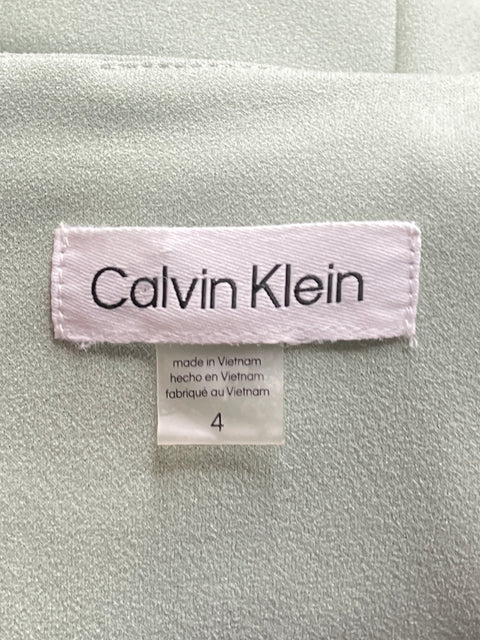 Calvin Klein
made in Vietnam
hecho en Vietnam
fabriqué au Vietnam
4